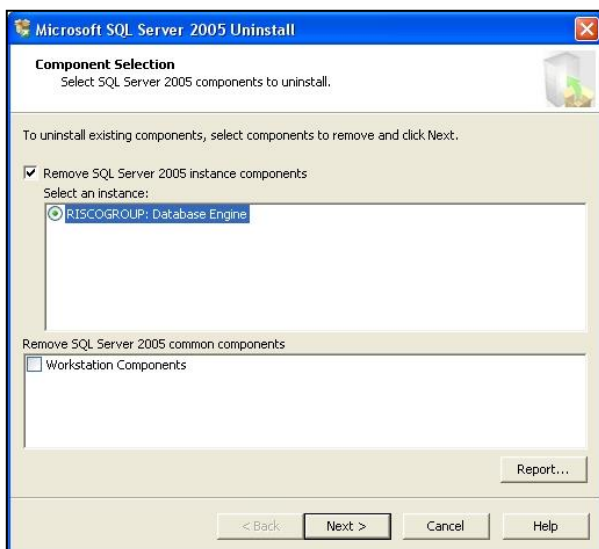 Microsoft SQL Server 2005 Uninstall
Component Selection
Select SQL Server 2005 components to uninstall.
To uninstall existing components, select components to remove and click Next.
Remove SQL Server 2005 instance components
Select an instance:
RISCOGROUP: Database Engine
Remove SQL Server 2005 common components
Workstation Components
Report...
< Back Next > Cancel Help